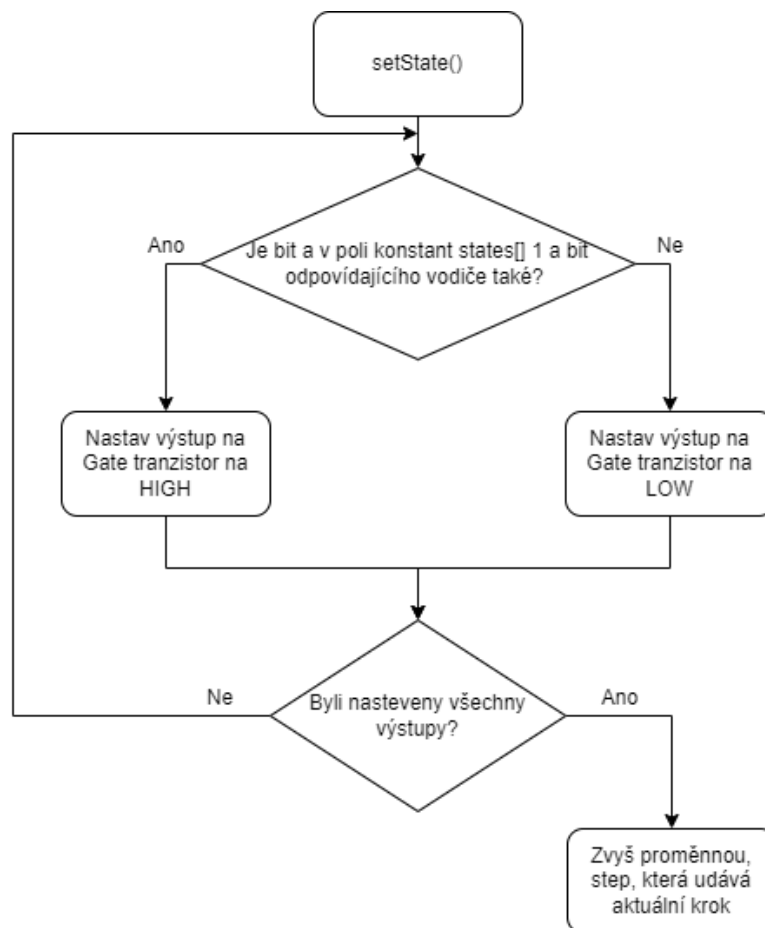 setState()
Ano
Je bit a v poli konstant states[] 1 a bit
odpovídajícího vodiče také?
Ne
Nastav výstup na
Gate tranzistor na
HIGH
Nastav výstup na
Gate tranzistor na
LOW
Ne
Byli nasteveny všechny
výstupy?
Ano
Zvyš proměnnou,
step, která udává
aktuální krok